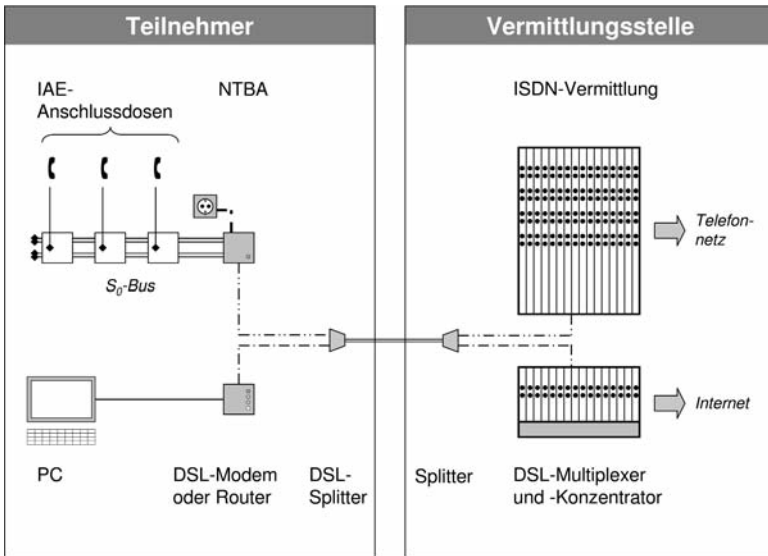 Teilnehmer
IAE-
Anschlussdosen
NTBA
S₀-Bus
PC
DSL-Modem
oder Router
DSL-
Splitter
Vermittlungsstelle
ISDN-Vermittlung
Telefon-
netz
Internet
Splitter
DSL-Multiplexer
und -Konzentrator